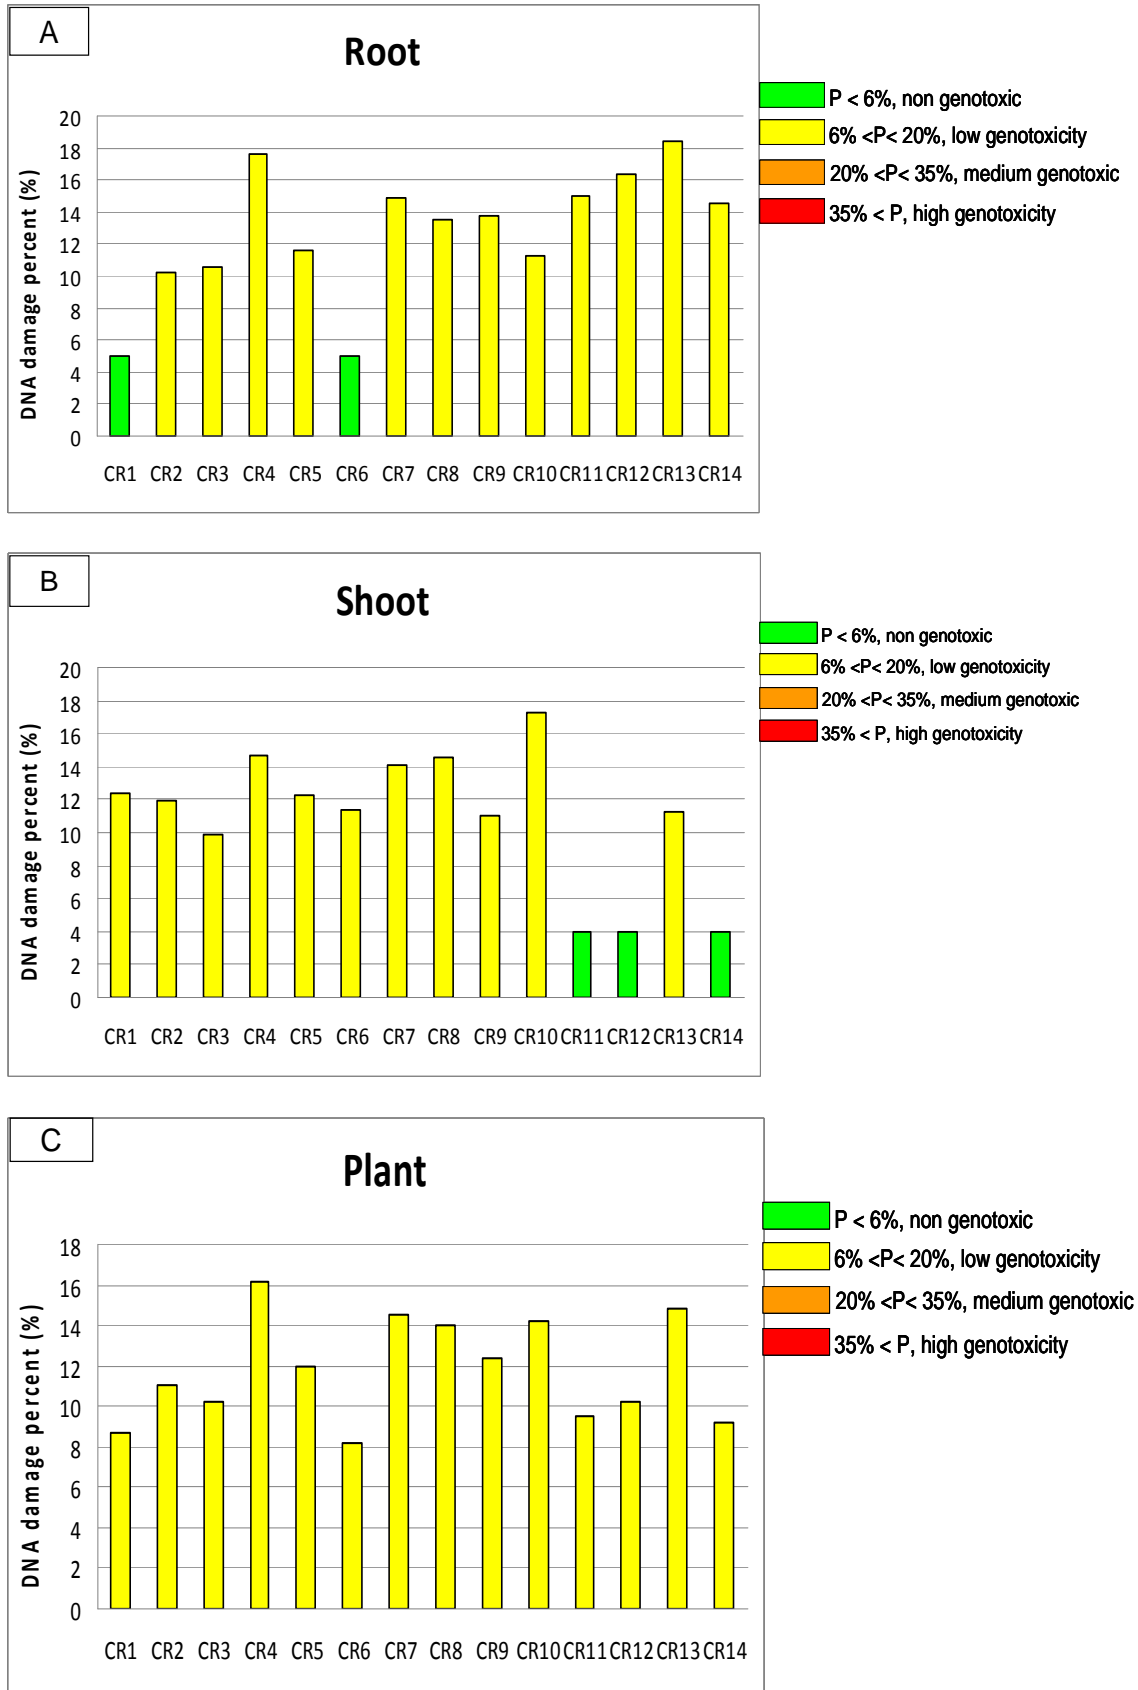 A
Root
P < 6%, non genotoxic
6% <P< 20%, low genotoxicity
20% <P< 35%, medium genotoxic
35% < P, high genotoxicity
DNA damage percent (%)
20
18
16
14
12
10
8
6
4
2
0
CR1 CR2 CR3 CR4 CR5 CR6 CR7 CR8 CR9 CR10 CR11 CR12 CR13 CR14
B
Shoot
P < 6%, non genotoxic
6% <P< 20%, low genotoxicity
20% <P< 35%, medium genotoxic
35% < P, high genotoxicity
DNA damage percent (%)
20
18
16
14
12
10
8
6
4
2
0
CR1 CR2 CR3 CR4 CR5 CR6 CR7 CR8 CR9 CR10 CR11 CR12 CR13 CR14
C
Plant
P < 6%, non genotoxic
6% <P< 20%, low genotoxicity
20% <P< 35%, medium genotoxic
35% < P, high genotoxicity
DNA damage percent (%)
18
16
14
12
10
8
6
4
2
0
CR1 CR2 CR3 CR4 CR5 CR6 CR7 CR8 CR9 CR10 CR11 CR12 CR13 CR14